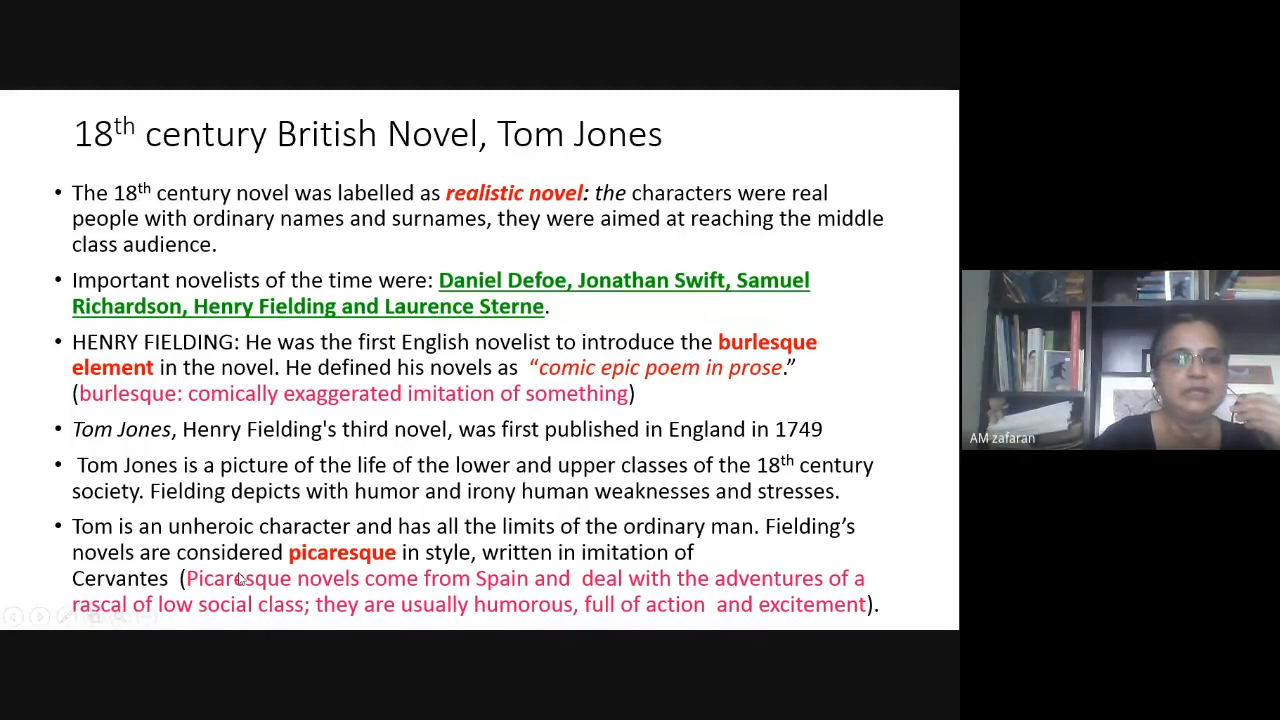 18th century British Novel, Tom Jones
• The 18th century novel was labelled as realistic novel: the characters were real
people with ordinary names and surnames, they were aimed at reaching the middle
class audience.
• Important novelists of the time were: Daniel Defoe, Jonathan Swift, Samuel
Richardson, Henry Fielding and Laurence Sterne.
• HENRY FIELDING: He was the first English novelist to introduce the burlesque
element in the novel. He defined his novels as “comic epic poem in prose.”
(burlesque: comically exaggerated imitation of something)
• Tom Jones, Henry Fielding's third novel, was first published in England in 1749
• Tom Jones is a picture of the life of the lower and upper classes of the 18th century
society. Fielding depicts with humor and irony human weaknesses and stresses.
• Tom is an unheroic character and has all the limits of the ordinary man. Fielding’s
novels are considered picaresque in style, written in imitation of
Cervantes (Picaresque novels come from Spain and deal with the adventures of a
rascal of low social class; they are usually humorous, full of action and excitement).
AM zafaran